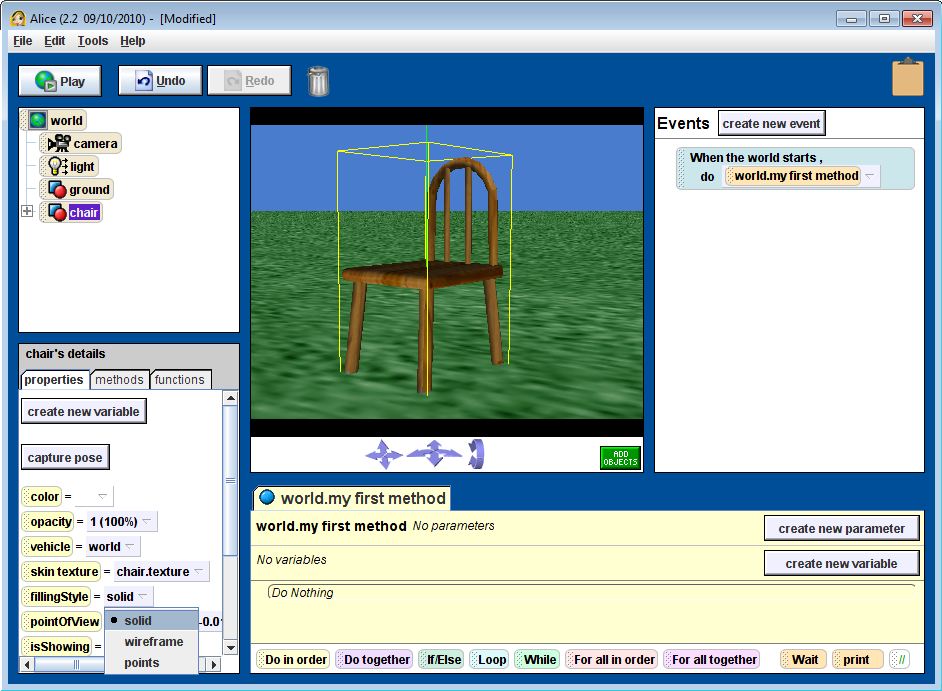 Alice (2.2 09/10/2010) - [Modified]
File Edit Tools Help
Play Undo Redo
world
camera
light
ground
chair
Events create new event
When the world starts ,
do world.my first method
ADD
OBJECTS
chair's details
properties methods functions
create new variable
capture pose
color =
opacity = 1 (100%)
vehicle = world
skin texture = chair.texture
fillingStyle = solid
pointOfView
isShowing =
solid
wireframe
points
world.my first method
world.my first method No parameters
create new parameter
No variables
create new variable
Do Nothing
Do in order Do together If/Else Loop While For all in order For all together Wait print //